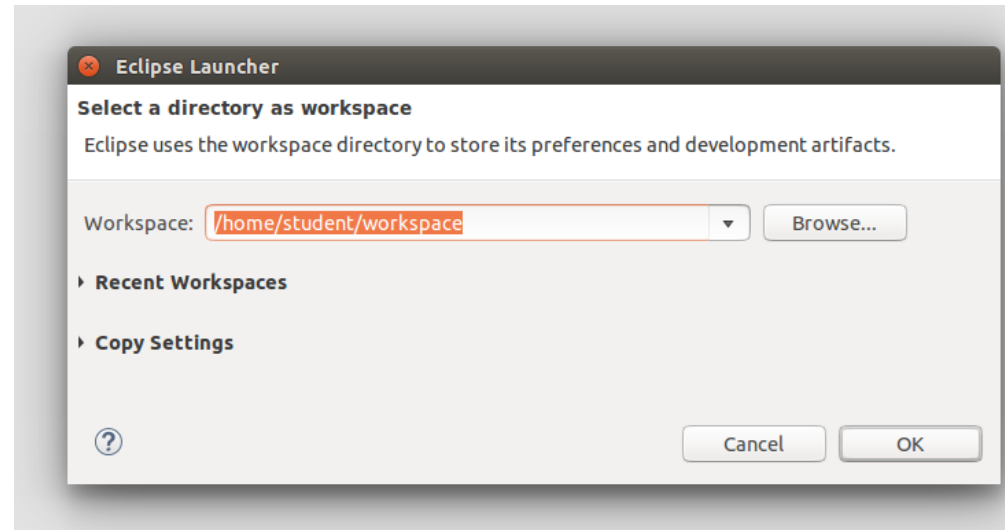 Eclipse Launcher
Select a directory as workspace
Eclipse uses the workspace directory to store its preferences and development artifacts.
Workspace: /home/student/workspace Browse...
Recent Workspaces
Copy Settings
? Cancel OK